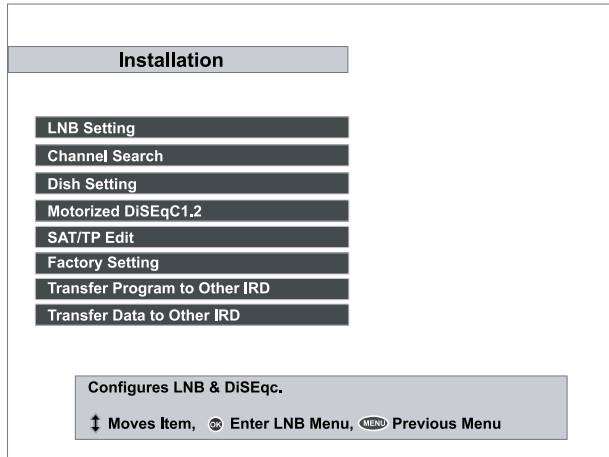 Installation
LNB Setting
Channel Search
Dish Setting
Motorized DiSEqC1.2
SAT/TP Edit
Factory Setting
Transfer Program to Other IRD
Transfer Data to Other IRD
Configures LNB & DiSEqc.
Moves Item, OK Enter LNB Menu, MENU Previous Menu